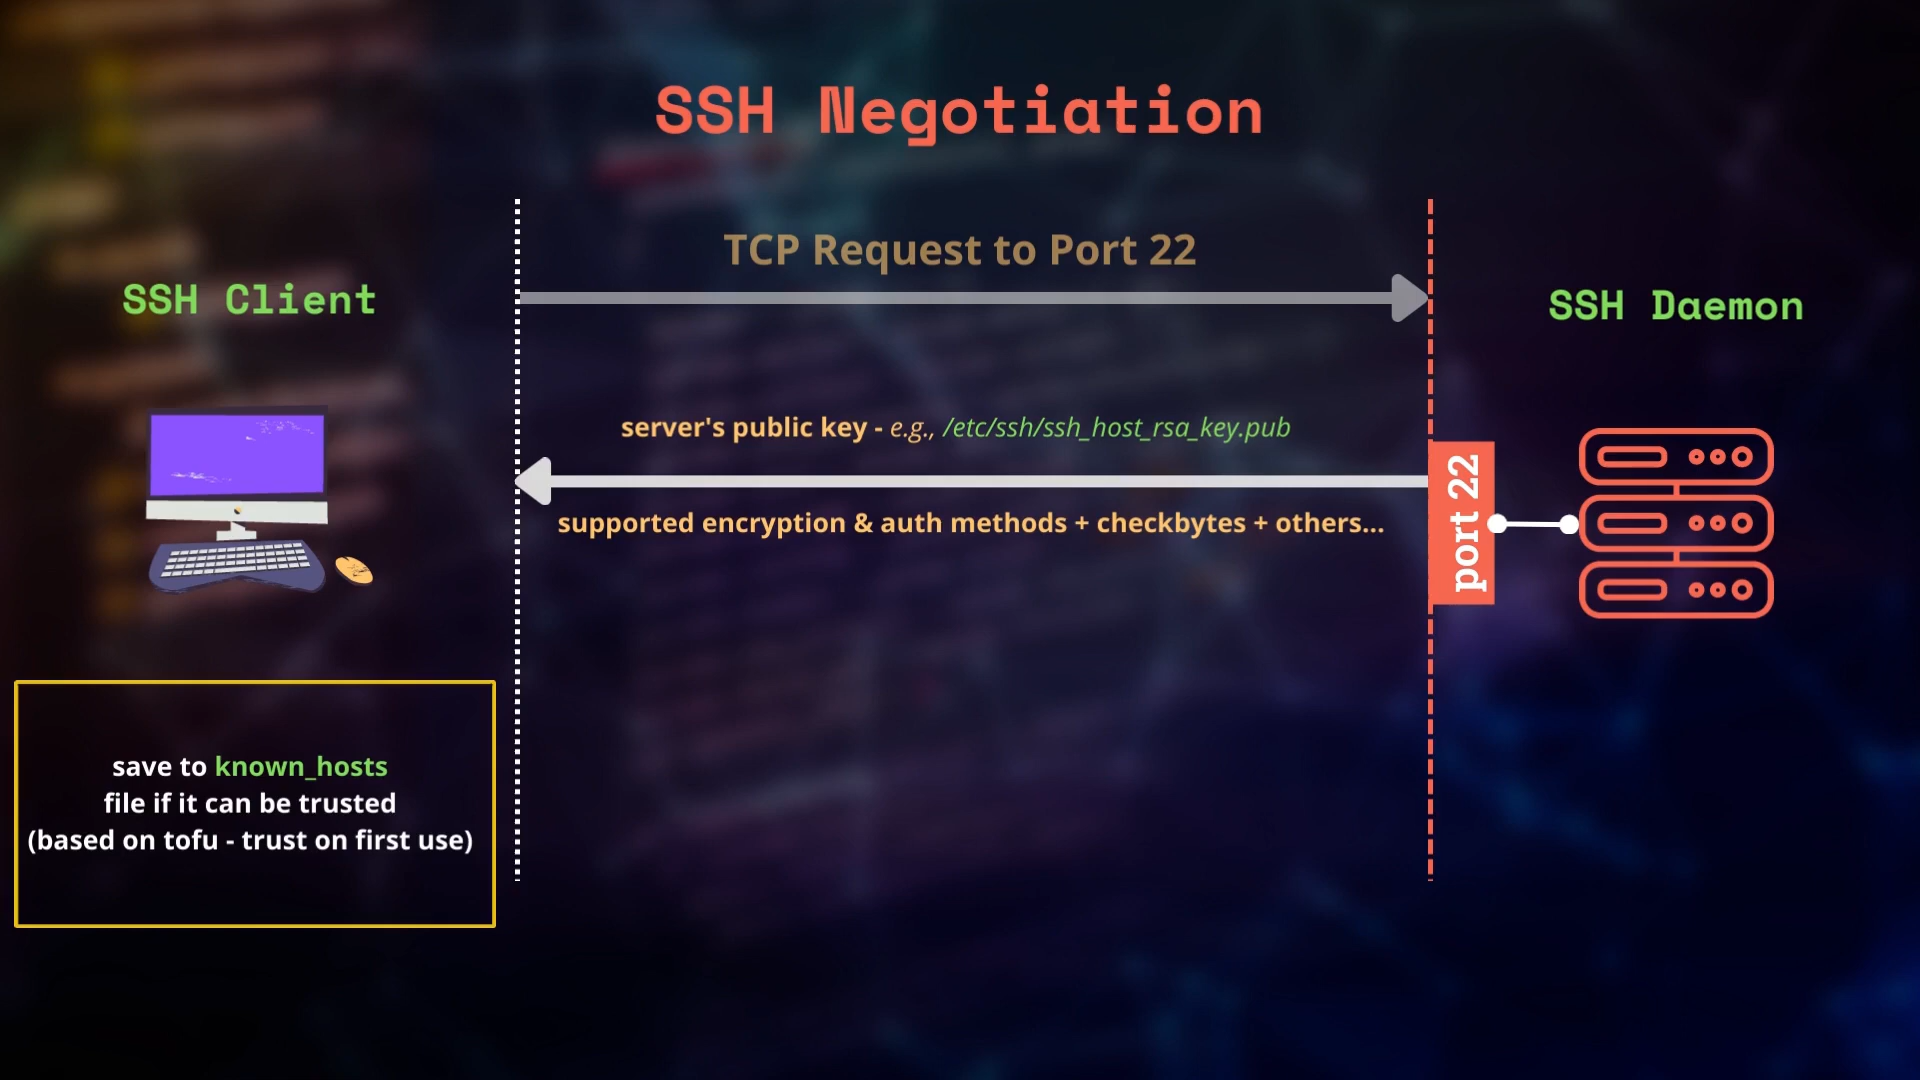 SSH Negotiation
TCP Request to Port 22
SSH Client
SSH Daemon
server's public key - e.g., /etc/ssh/ssh_host_rsa_key.pub
port 22
supported encryption & auth methods + checkbytes + others...
save to known_hosts
file if it can be trusted
(based on tofu - trust on first use)